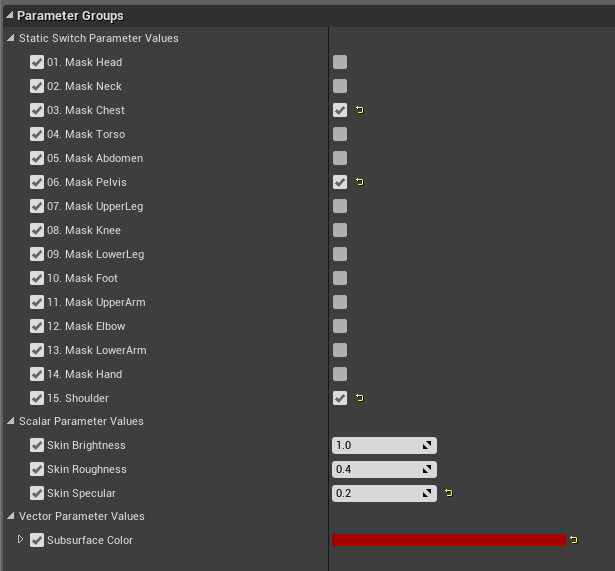 Parameter Groups
Static Switch Parameter Values
01. Mask Head
02. Mask Neck
03. Mask Chest
04. Mask Torso
05. Mask Abdomen
06. Mask Pelvis
07. Mask UpperLeg
08. Mask Knee
09. Mask LowerLeg
10. Mask Foot
11. Mask UpperArm
12. Mask Elbow
13. Mask LowerArm
14. Mask Hand
15. Shoulder
Scalar Parameter Values
Skin Brightness 1.0
Skin Roughness 0.4
Skin Specular 0.2
Vector Parameter Values
Subsurface Color